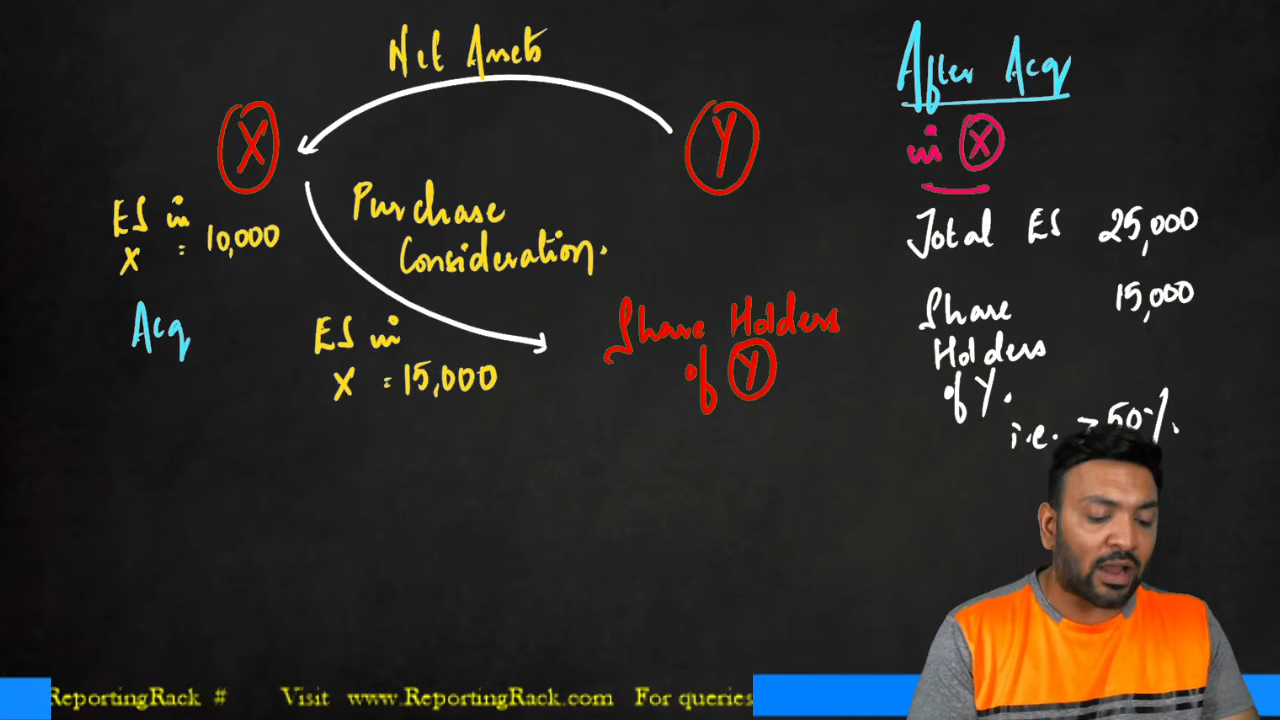 Net Assets
X
Y
Purchase
Consideration.
ES in
X = 10,000
Acq
ES in
X = 15,000
Share Holders
of Y
After Acq
in X
Total ES 25,000
Share 15,000
Holders
of Y.
i.e. > 50%
ReportingRack # Visit www.ReportingRack.com For queries